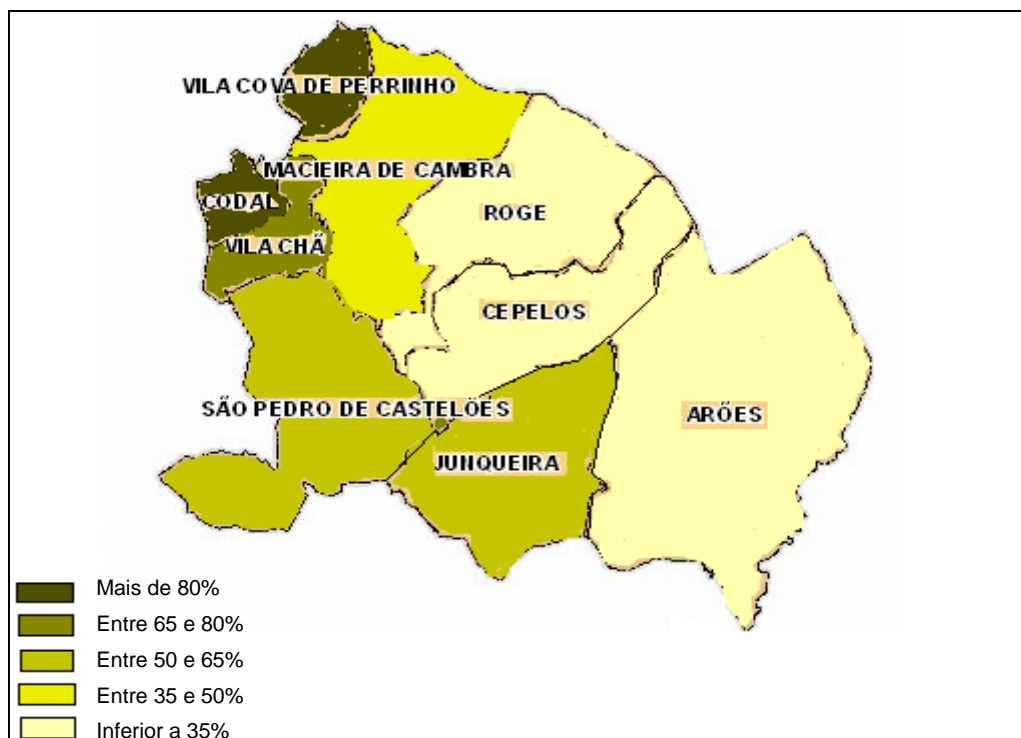 VILA COVA DE PERRINHO
MACIEIRA DE CAMBRA
CODAL
ROGE
VILA CHÃ
CEPELOS
SÃO PEDRO DE CASTELÕES
ARÕES
JUNQUEIRA
Mais de 80%
Entre 65 e 80%
Entre 50 e 65%
Entre 35 e 50%
Inferior a 35%